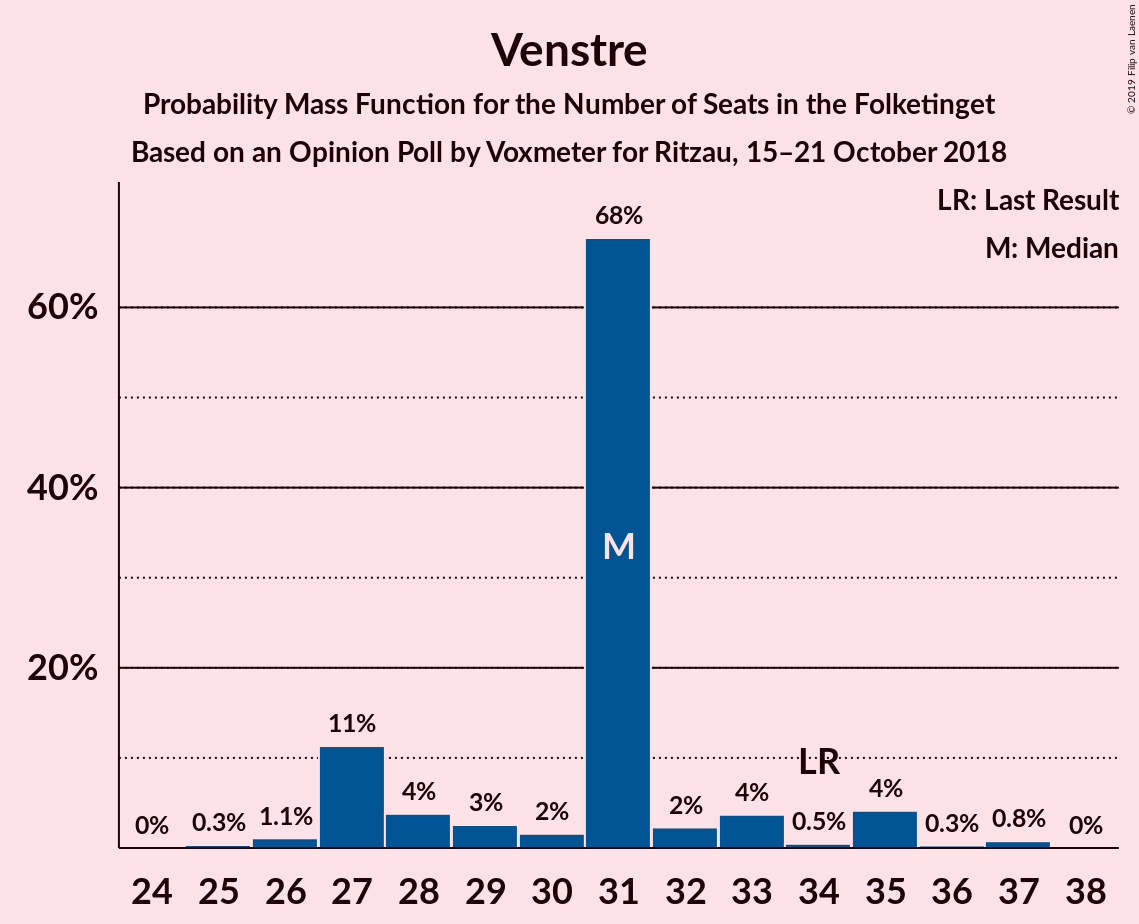 Venstre
Probability Mass Function for the Number of Seats in the Folketinget
Based on an Opinion Poll by Voxmeter for Ritzau, 15–21 October 2018
© 2019 Filip van Laenen
LR: Last Result
M: Median
60%
40%
20%
0%
0.3%
1.1%
11%
4%
3%
2%
68%
M
2%
4%
LR
0.5%
4%
0.3%
0.8%
0%
24 25 26 27 28 29 30 31 32 33 34 35 36 37 38